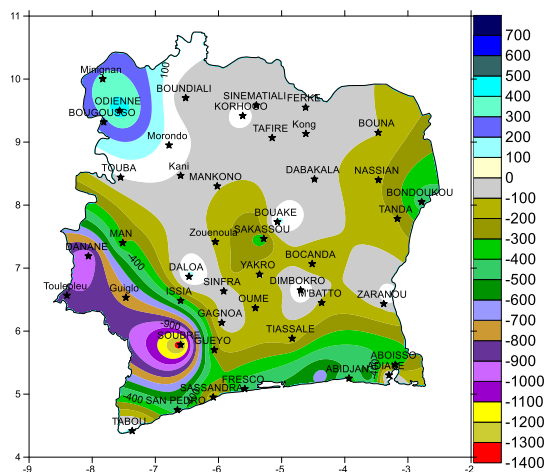 11
10
9
8
7
6
5
4
-9
-8
-7
-6
-5
-4
-3
-2
700
600
500
400
300
200
100
0
-100
-200
-300
-400
-500
-600
-700
-800
-900
-1000
-1100
-1200
-1300
-1400
100
Minignan
ODIENNE
BOUGOUSSO
BOUNDIALI
SINEMATIALI
FERKE
KORHOGO
TAFIRE
Kong
BOUNA
Morondo
TOUBA
Kani
MANKONO
DABAKALA
NASSIAN
BONDOUKOU
TANDA
BOUAKE
SAKASSOU
Zouenoula
MAN
DANANE
-400
DALOA
YAKRO
BOCANDA
Toulepleu
Guiglo
ISSIA
SINFRA
DIMBOKRO
M'BATTO
ZARANOU
OUME
GAGNOIA
-900
SOUBRE
GUEYO
TIASSALE
ABOISSO
ADIAKE
ABIDJAN
FRESCO
SASSANDRA
-400
SAN PEDRO
TABOU